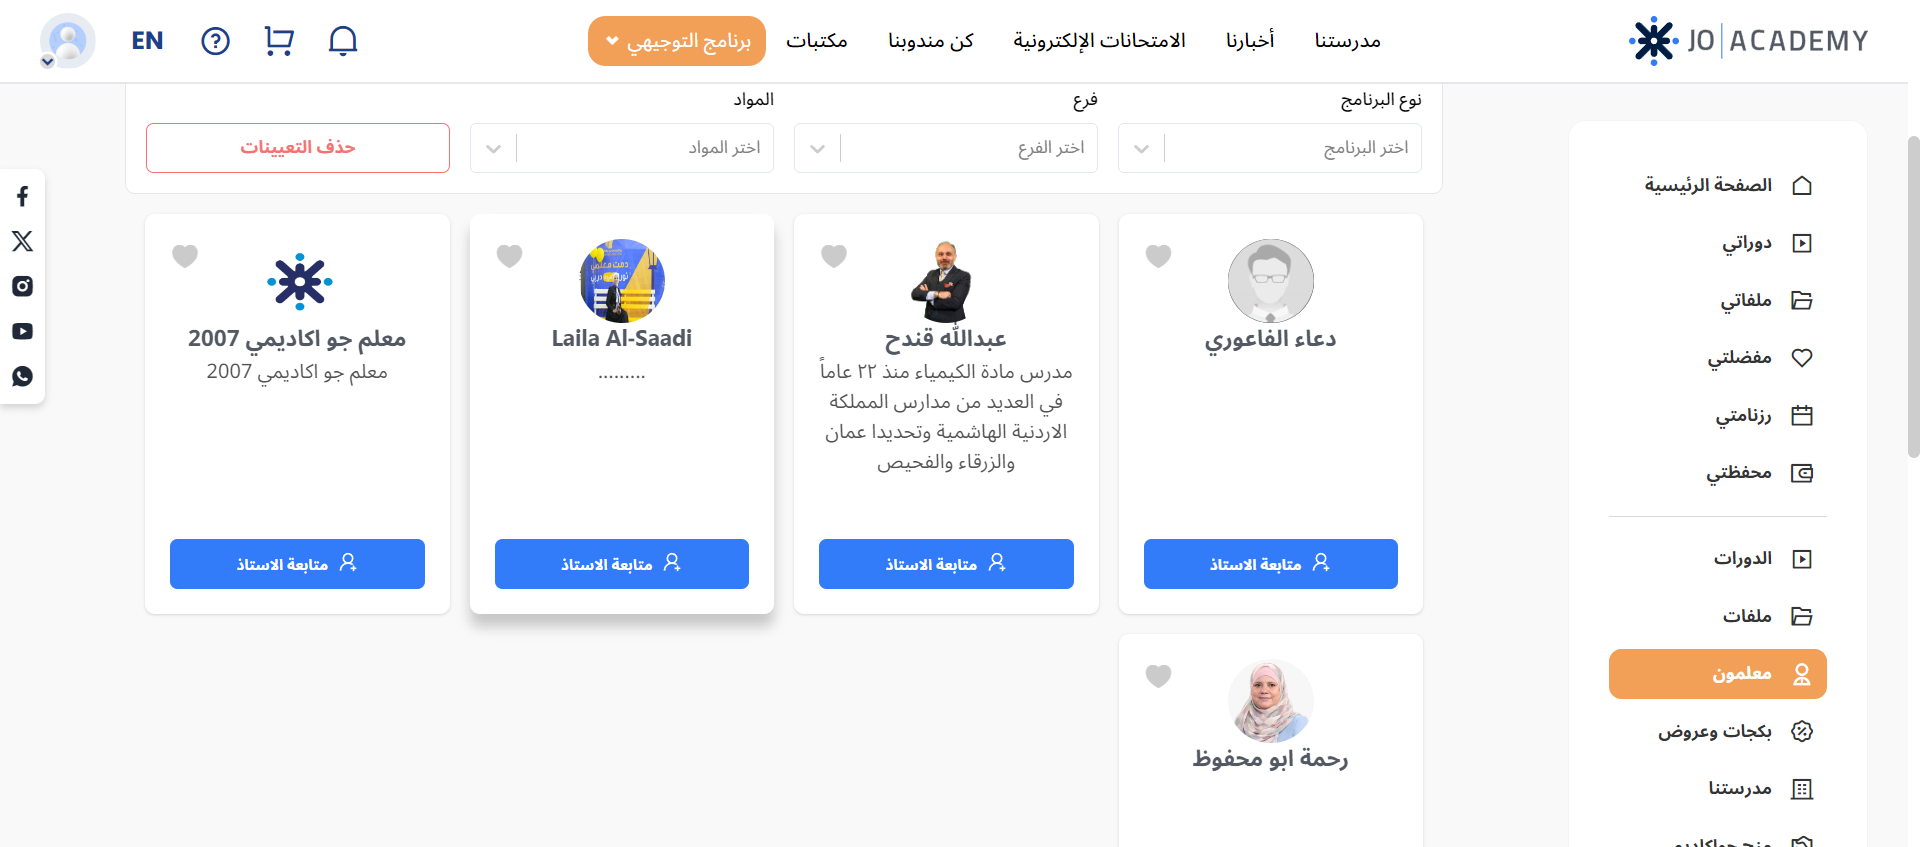 JO ACADEMY
مدرستنا
أخبارنا
الامتحانات الإلكترونية
كن مندوبنا
مكتبات
برنامج التوجيهي
EN
نوع البرنامج
فرع
المواد
اختر البرنامج
اختر الفرع
اختر المواد
حذف التعيينات
دعاء الفاعوري
متابعة الاستاذ
عبدالله قندح
مدرس مادة الكيمياء منذ ٢٢ عاماً
في العديد من مدارس المملكة
الاردنية الهاشمية وتحديدا عمان
والزرقاء والفحيص
متابعة الاستاذ
Laila Al-Saadi
.........
متابعة الاستاذ
معلم جو اكاديمي 2007
معلم جو اكاديمي 2007
متابعة الاستاذ
رحمة ابو محفوظ
الصفحة الرئيسية
دوراتي
ملفاتي
مفضلتي
رزنامتي
محفظتي
الدورات
ملفات
معلمون
بكجات وعروض
مدرستنا